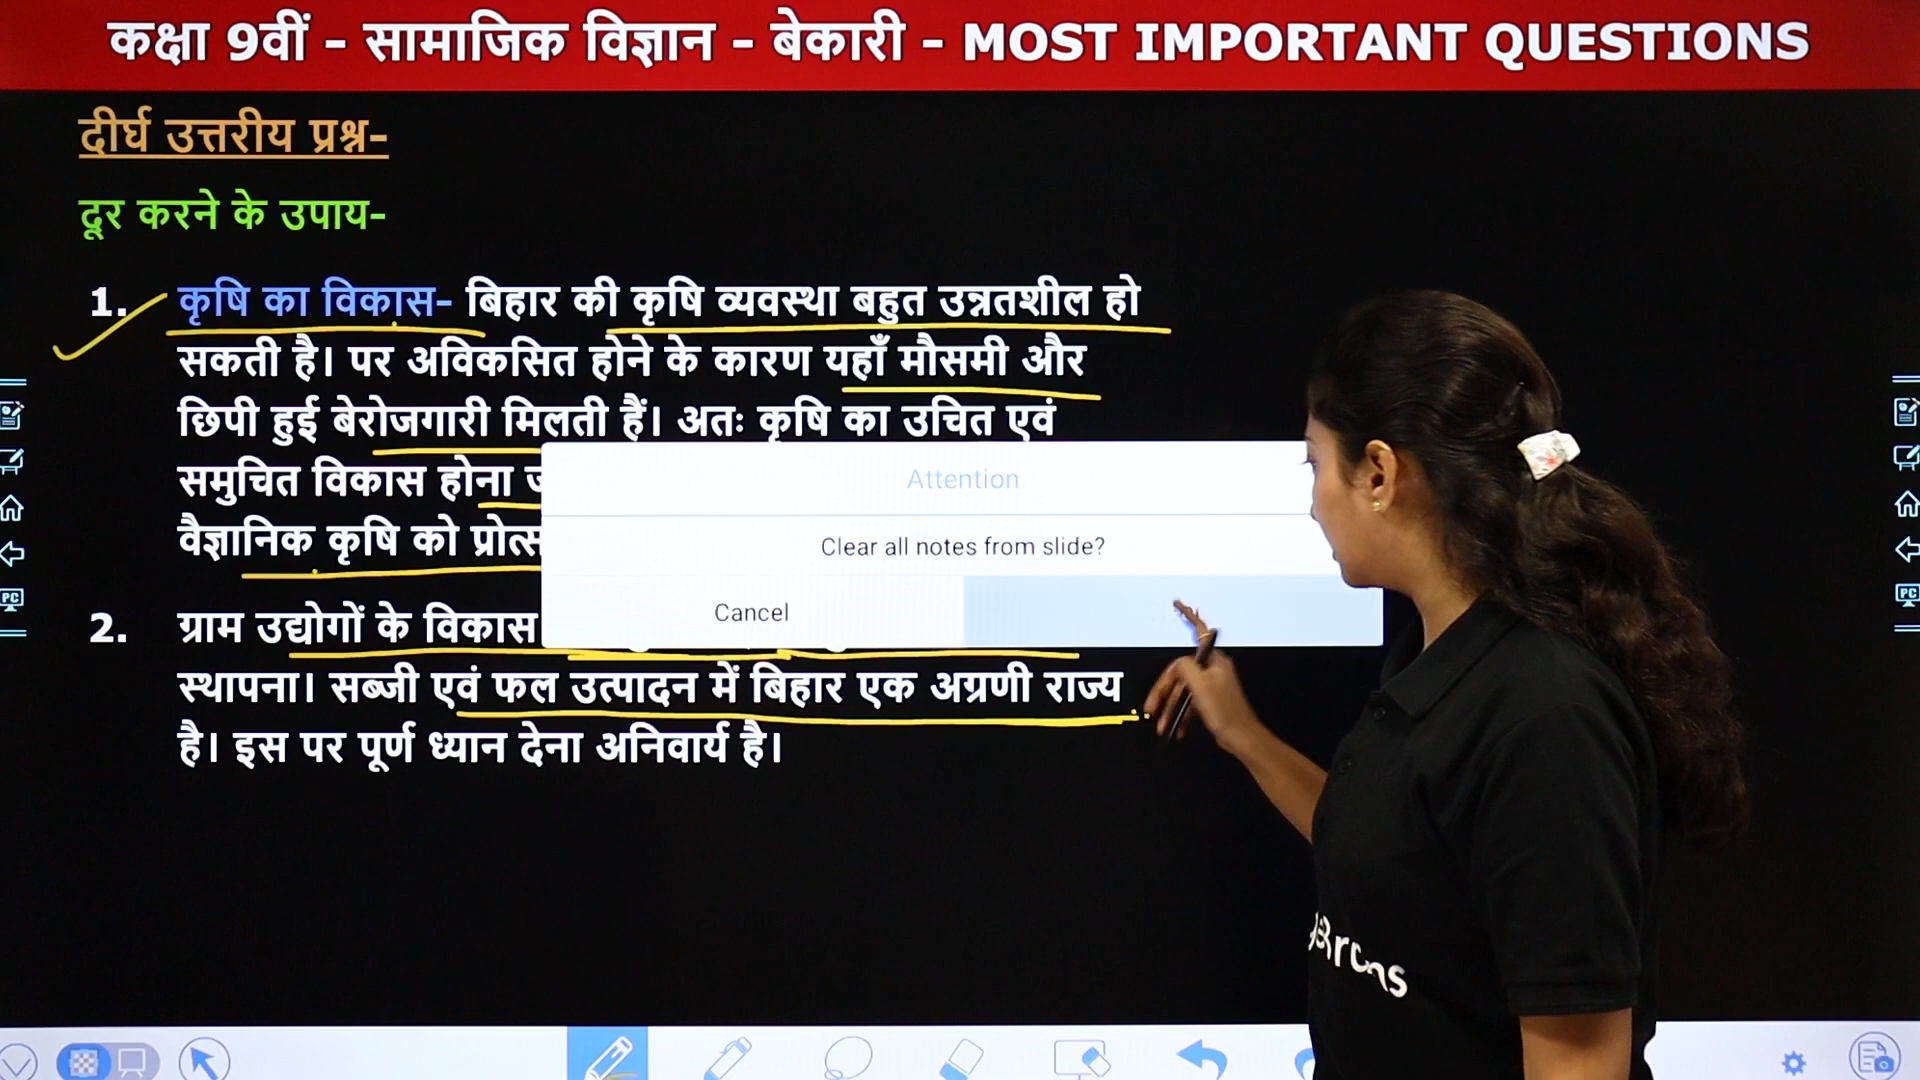 कक्षा 9वीं - सामाजिक विज्ञान - बेकारी - MOST IMPORTANT QUESTIONS
दीर्घ उत्तरीय प्रश्न-
दूर करने के उपाय-
1. कृषि का विकास- बिहार की कृषि व्यवस्था बहुत उन्नतशील हो
सकती है। पर अविकसित होने के कारण यहाँ मौसमी और
छिपी हुई बेरोजगारी मिलती हैं। अतः कृषि का उचित एवं
समुचित विकास होना
वैज्ञानिक कृषि को
Attention
Clear all notes from slide?
Cancel
2. ग्राम उद्योगों के विकास
स्थापना। सब्जी एवं फल उत्पादन में बिहार एक अग्रणी राज्य
है। इस पर पूर्ण ध्यान देना अनिवार्य है।
PC
PC